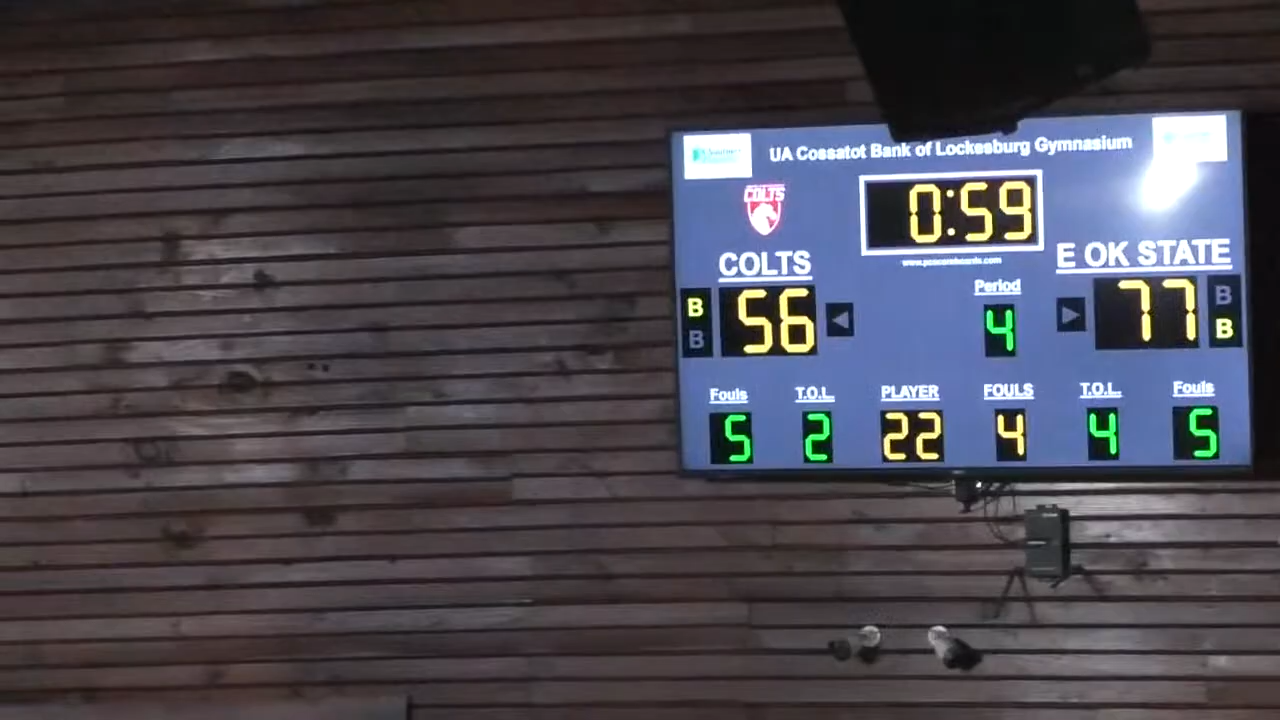 UA Cossatot Bank of Lockesburg Gymnasium
COLTS
0:59
www.pcscoreboards.com
COLTS
E OK STATE
B
B
56
Period
4
77
B
B
Fouls
T.O.L.
PLAYER
FOULS
T.O.L.
Fouls
5
2
22
4
4
5